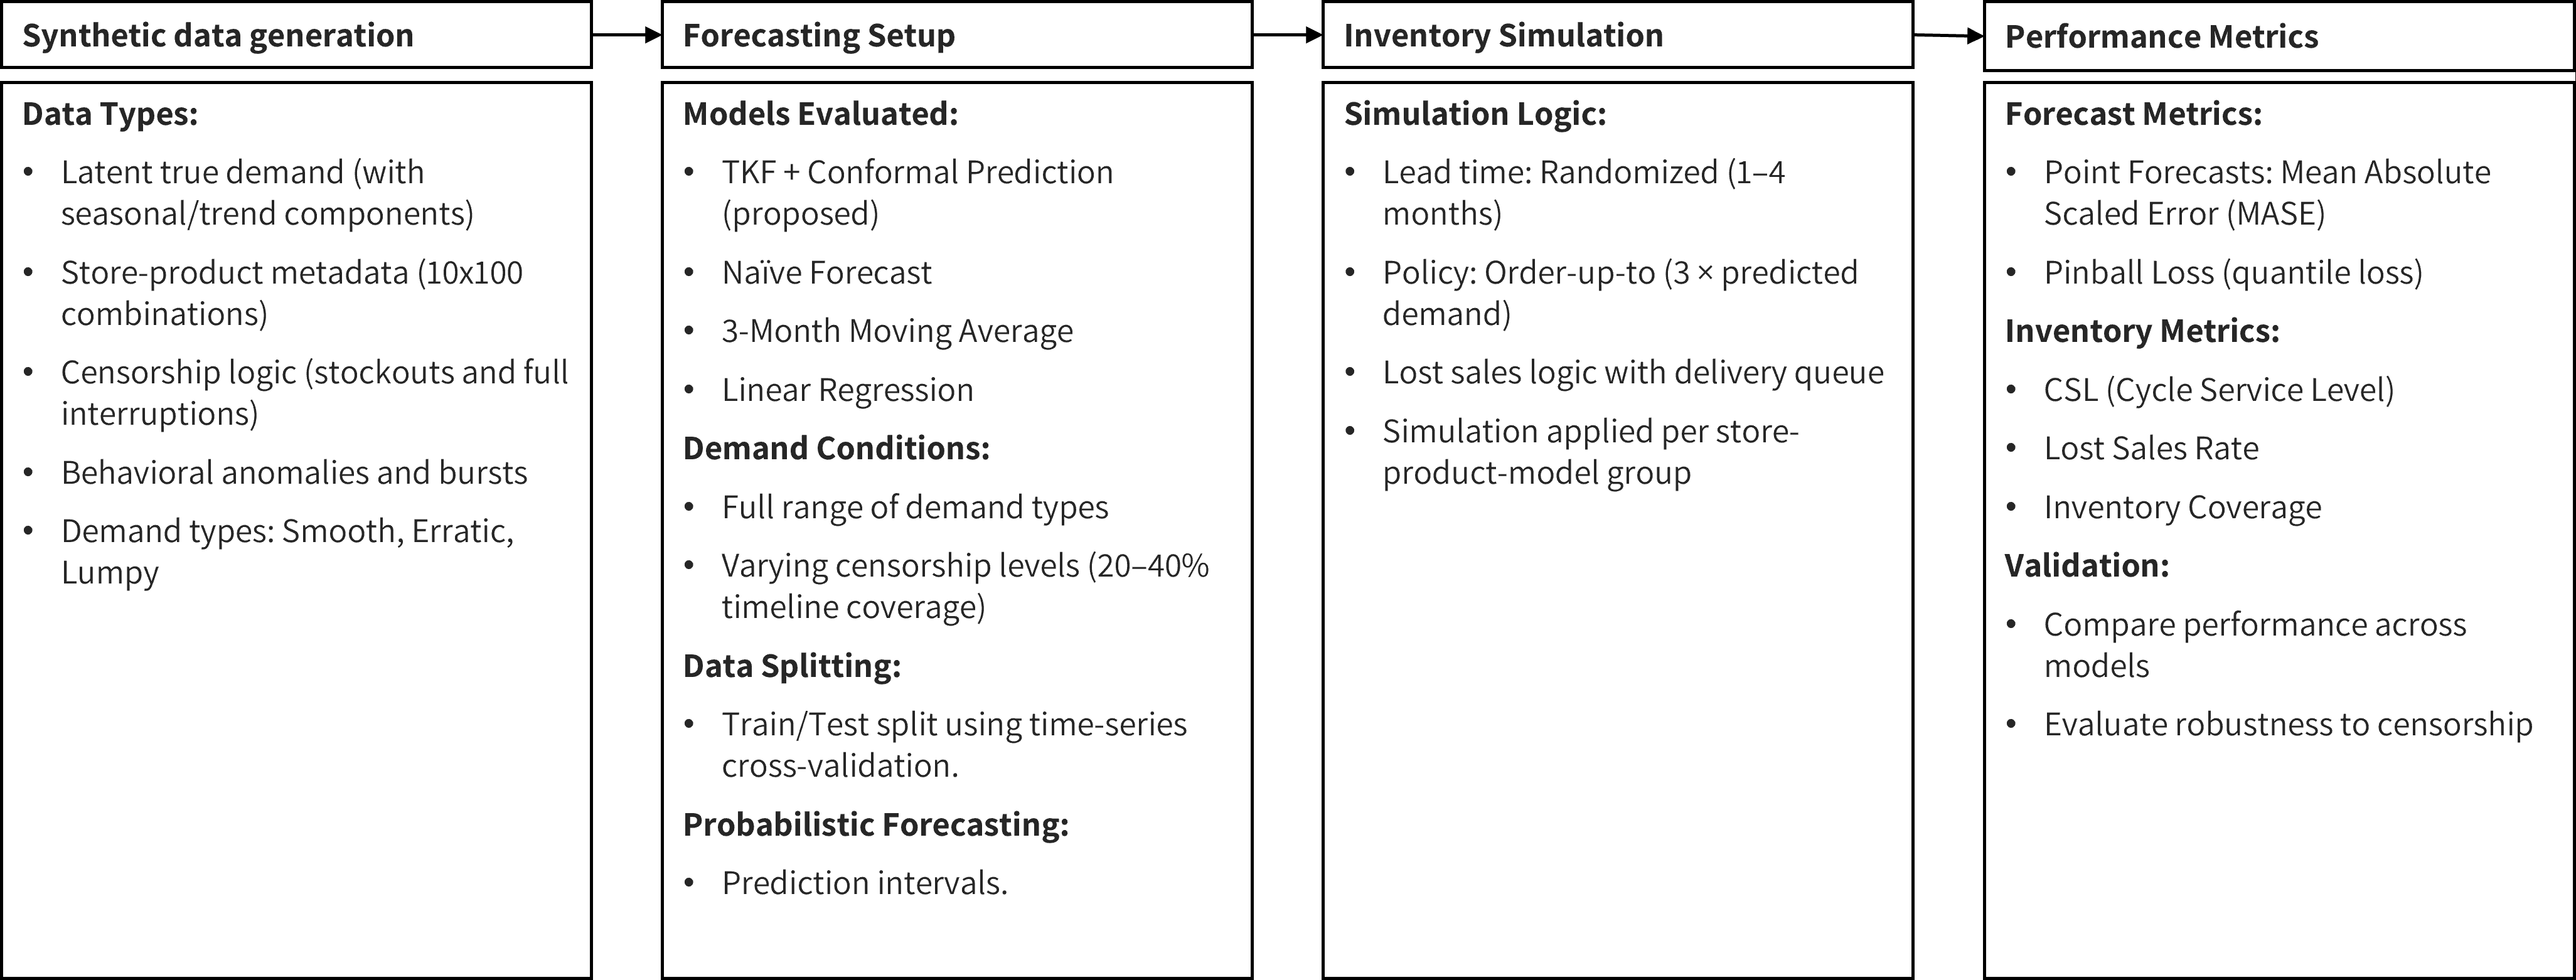 Synthetic data generation
Data Types:
• Latent true demand (with
seasonal/trend components)
• Store-product metadata (10x100
combinations)
• Censorship logic (stockouts and full
interruptions)
• Behavioral anomalies and bursts
• Demand types: Smooth, Erratic,
Lumpy
Forecasting Setup
Models Evaluated:
• TKF + Conformal Prediction
(proposed)
• Naïve Forecast
• 3-Month Moving Average
• Linear Regression
Demand Conditions:
• Full range of demand types
• Varying censorship levels (20–40%
timeline coverage)
Data Splitting:
• Train/Test split using time-series
cross-validation.
Probabilistic Forecasting:
• Prediction intervals.
Inventory Simulation
Simulation Logic:
• Lead time: Randomized (1–4
months)
• Policy: Order-up-to (3 × predicted
demand)
• Lost sales logic with delivery queue
• Simulation applied per store-
product-model group
Performance Metrics
Forecast Metrics:
• Point Forecasts: Mean Absolute
Scaled Error (MASE)
• Pinball Loss (quantile loss)
Inventory Metrics:
• CSL (Cycle Service Level)
• Lost Sales Rate
• Inventory Coverage
Validation:
• Compare performance across
models
• Evaluate robustness to censorship